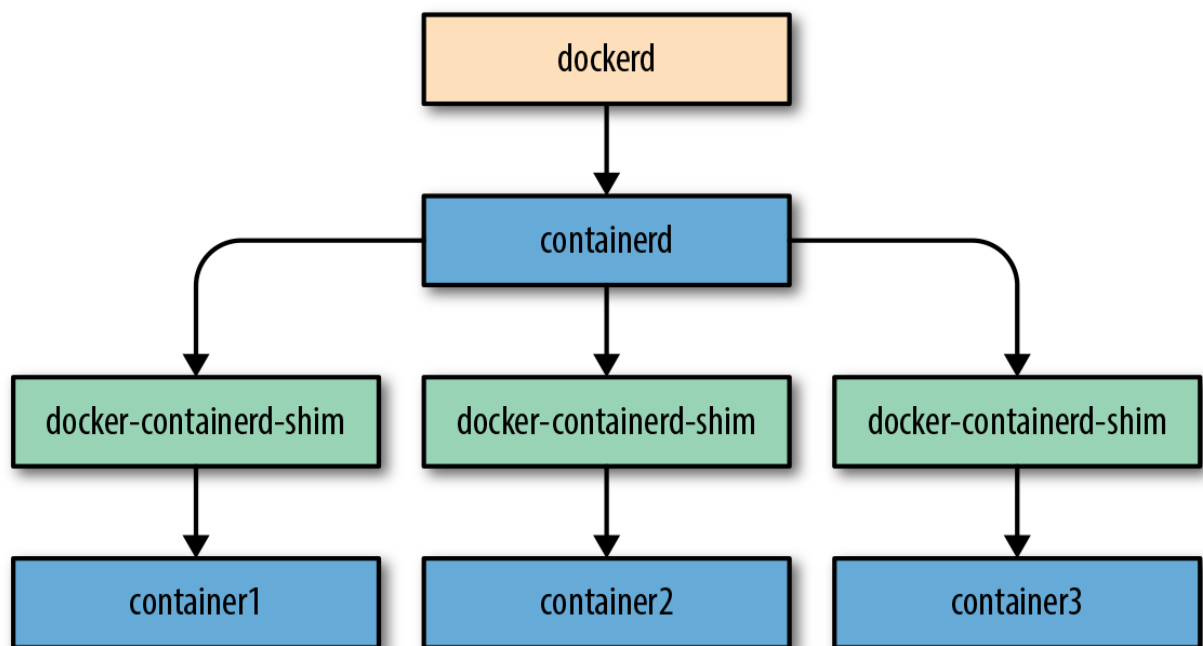 dockerd
containerd
docker-containerd-shim
docker-containerd-shim
docker-containerd-shim
container1
container2
container3